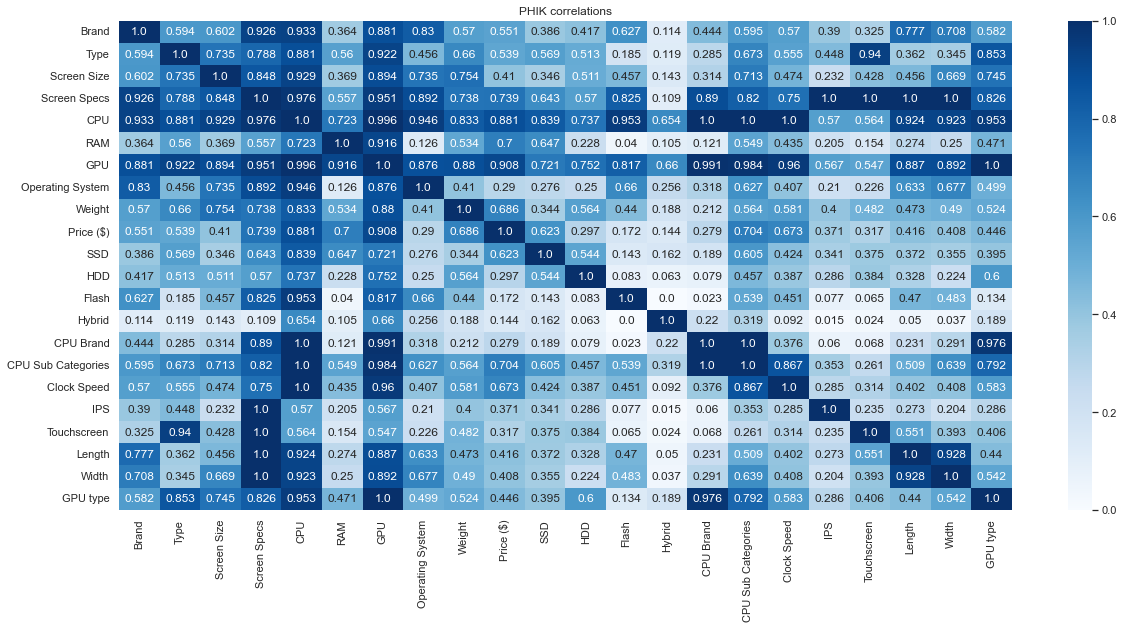 PHIK correlations
Brand 1.0 0.594 0.602 0.926 0.933 0.364 0.881 0.83 0.57 0.551 0.386 0.417 0.627 0.114 0.444 0.595 0.57 0.39 0.325 0.777 0.708 0.582
Type 0.594 1.0 0.735 0.788 0.881 0.56 0.922 0.456 0.66 0.539 0.569 0.513 0.185 0.119 0.285 0.673 0.555 0.448 0.94 0.362 0.345 0.853
Screen Size 0.602 0.735 1.0 0.848 0.929 0.369 0.894 0.735 0.754 0.41 0.346 0.511 0.457 0.143 0.314 0.713 0.474 0.232 0.428 0.456 0.669 0.745
Screen Specs 0.926 0.788 0.848 1.0 0.976 0.557 0.951 0.892 0.738 0.739 0.643 0.57 0.825 0.109 0.89 0.82 0.75 1.0 1.0 1.0 1.0 0.826
CPU 0.933 0.881 0.929 0.976 1.0 0.723 0.996 0.946 0.833 0.881 0.839 0.737 0.953 0.654 1.0 1.0 1.0 0.57 0.564 0.924 0.923 0.953
RAM 0.364 0.56 0.369 0.557 0.723 1.0 0.916 0.126 0.534 0.7 0.647 0.228 0.04 0.105 0.121 0.549 0.435 0.205 0.154 0.274 0.25 0.471
GPU 0.881 0.922 0.894 0.951 0.996 0.916 1.0 0.876 0.88 0.908 0.721 0.752 0.817 0.66 0.991 0.984 0.96 0.567 0.547 0.887 0.892 1.0
Operating System 0.83 0.456 0.735 0.892 0.946 0.126 0.876 1.0 0.41 0.29 0.276 0.25 0.66 0.256 0.318 0.627 0.407 0.21 0.226 0.633 0.677 0.499
Weight 0.57 0.66 0.754 0.738 0.833 0.534 0.88 0.41 1.0 0.686 0.344 0.564 0.44 0.188 0.212 0.564 0.581 0.4 0.482 0.473 0.49 0.524
Price ($) 0.551 0.539 0.41 0.739 0.881 0.7 0.908 0.29 0.686 1.0 0.623 0.297 0.172 0.144 0.279 0.704 0.673 0.371 0.317 0.416 0.408 0.446
SSD 0.386 0.569 0.346 0.643 0.839 0.647 0.721 0.276 0.344 0.623 1.0 0.544 0.143 0.162 0.189 0.605 0.424 0.341 0.375 0.372 0.355 0.395
HDD 0.417 0.513 0.511 0.57 0.737 0.228 0.752 0.25 0.564 0.297 0.544 1.0 0.083 0.063 0.079 0.457 0.387 0.286 0.384 0.328 0.224 0.6
Flash 0.627 0.185 0.457 0.825 0.953 0.04 0.817 0.66 0.44 0.172 0.143 0.083 1.0 0.0 0.023 0.539 0.451 0.077 0.065 0.47 0.483 0.134
Hybrid 0.114 0.119 0.143 0.109 0.654 0.105 0.66 0.256 0.188 0.144 0.162 0.063 0.0 1.0 0.22 0.319 0.092 0.015 0.024 0.05 0.037 0.189
CPU Brand 0.444 0.285 0.314 0.89 1.0 0.121 0.991 0.318 0.212 0.279 0.189 0.079 0.023 0.22 1.0 1.0 0.376 0.06 0.068 0.231 0.291 0.976
CPU Sub Categories 0.595 0.673 0.713 0.82 1.0 0.549 0.984 0.627 0.564 0.704 0.605 0.457 0.539 0.319 1.0 1.0 0.867 0.353 0.261 0.509 0.639 0.792
Clock Speed 0.57 0.555 0.474 0.75 1.0 0.435 0.96 0.407 0.581 0.673 0.424 0.387 0.451 0.092 0.376 0.867 1.0 0.285 0.314 0.402 0.408 0.583
IPS 0.39 0.448 0.232 1.0 0.57 0.205 0.567 0.21 0.4 0.371 0.341 0.286 0.077 0.015 0.06 0.353 0.285 1.0 0.235 0.273 0.204 0.286
Touchscreen 0.325 0.94 0.428 1.0 0.564 0.154 0.547 0.226 0.482 0.317 0.375 0.384 0.065 0.024 0.068 0.261 0.314 0.235 1.0 0.551 0.393 0.406
Length 0.777 0.362 0.456 1.0 0.924 0.274 0.887 0.633 0.473 0.416 0.372 0.328 0.47 0.05 0.231 0.509 0.402 0.273 0.551 1.0 0.928 0.44
Width 0.708 0.345 0.669 1.0 0.923 0.25 0.892 0.677 0.49 0.408 0.355 0.224 0.483 0.037 0.291 0.639 0.408 0.204 0.393 0.928 1.0 0.542
GPU type 0.582 0.853 0.745 0.826 0.953 0.471 1.0 0.499 0.524 0.446 0.395 0.6 0.134 0.189 0.976 0.792 0.583 0.286 0.406 0.44 0.542 1.0
Brand
Type
Screen Size
Screen Specs
CPU
RAM
GPU
Operating System
Weight
Price ($)
SSD
HDD
Flash
Hybrid
CPU Brand
CPU Sub Categories
Clock Speed
IPS
Touchscreen
Length
Width
GPU type
1.0
0.8
0.6
0.4
0.2
0.0